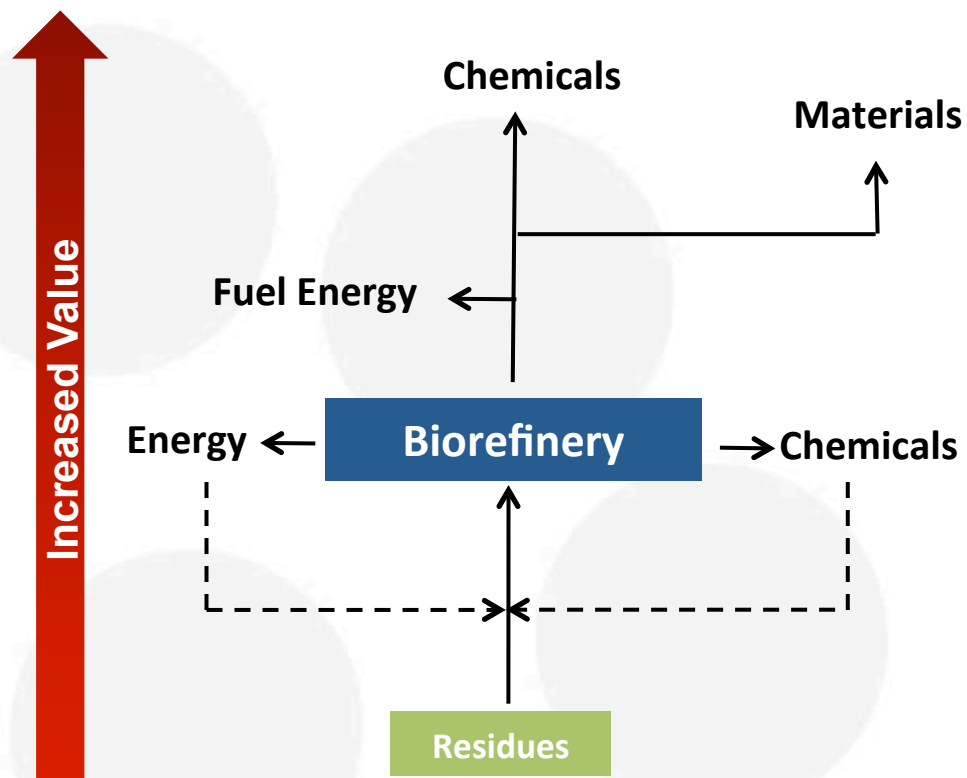 Chemicals
Materials
Fuel Energy
Increased Value
Energy
Biorefinery
Chemicals
Residues